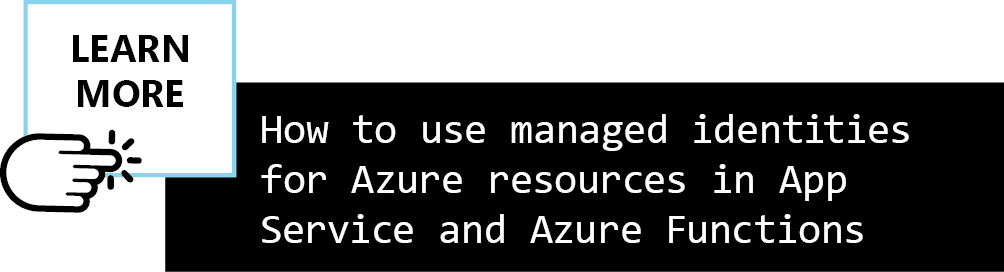 LEARN
MORE
How to use managed identities
for Azure resources in App
Service and Azure Functions